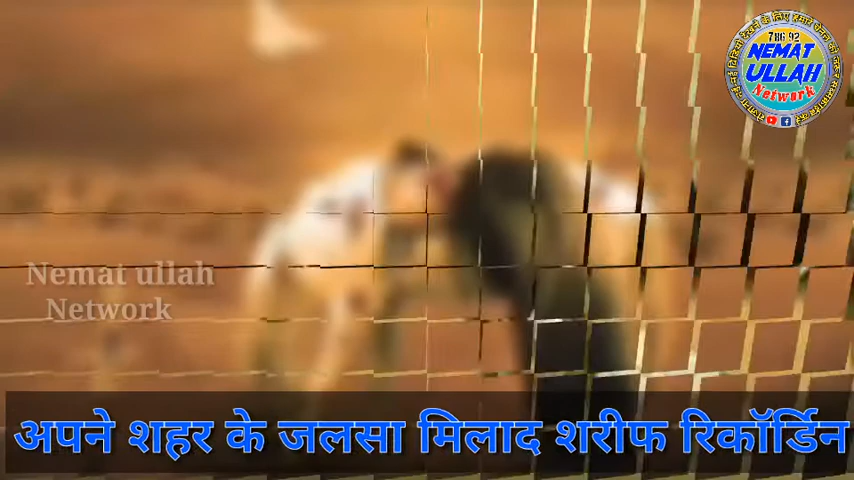 786 92
NEMAT
ULLAH
Network
Nemat ullah
Network
अपने शहर के जलसा मिलाद शरीफ रिकॉर्डिन